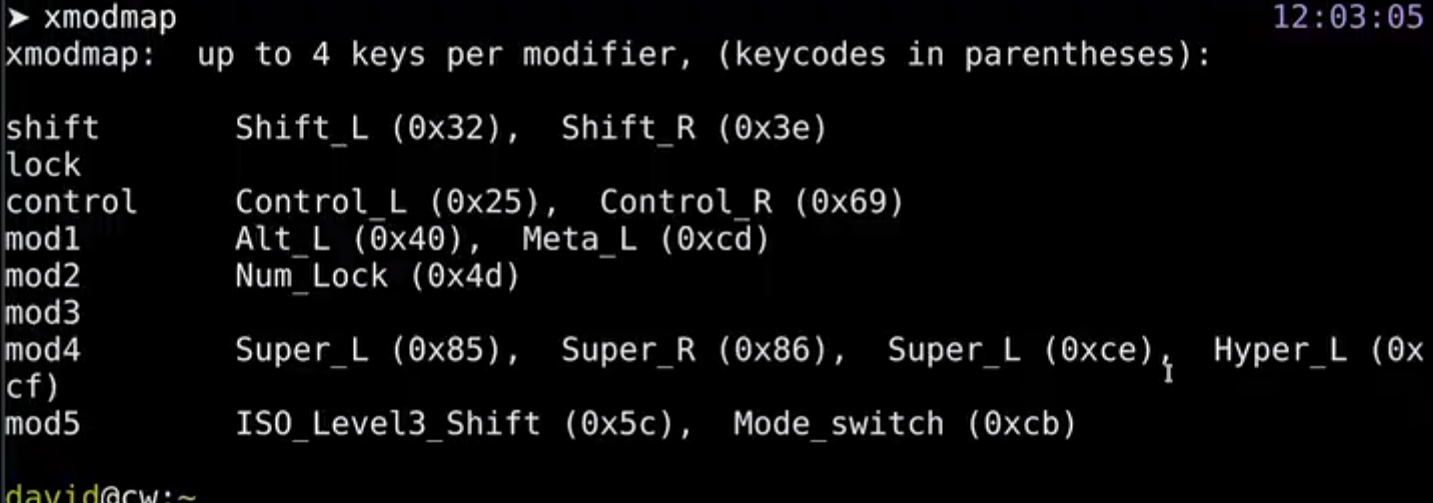 ➤ xmodmap 12:03:05
xmodmap:  up to 4 keys per modifier, (keycodes in parentheses):
shift       Shift_L (0x32),  Shift_R (0x3e)
lock
control     Control_L (0x25),  Control_R (0x69)
mod1        Alt_L (0x40),  Meta_L (0xcd)
mod2        Num_Lock (0x4d)
mod3
mod4        Super_L (0x85),  Super_R (0x86),  Super_L (0xce),  Hyper_L (0x
cf)
mod5        ISO_Level3_Shift (0x5c),  Mode_switch (0xcb)
david@cw:~